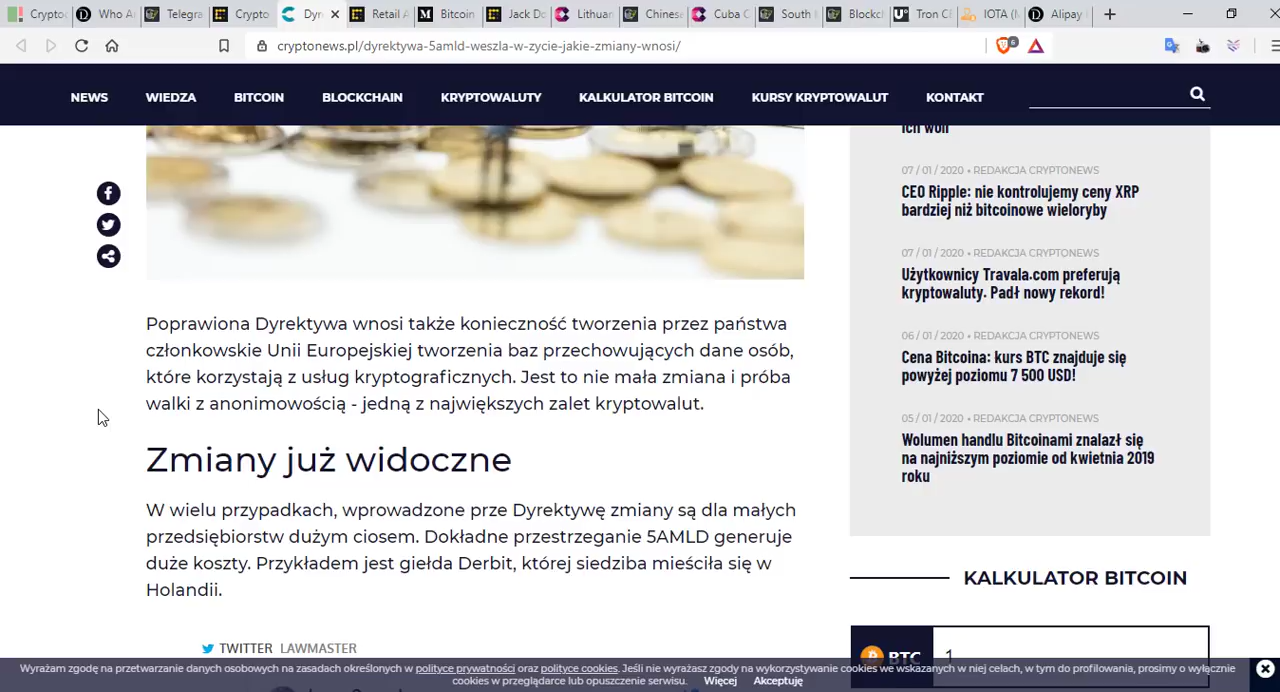 Cryptoc
Who A
Telegra
Crypto
Dyr
Retail A
Bitcoin
Jack Do
Lithuan
Chinesa
Cuba C
South
Blockcl
Tron CE
IOTA (M
Alipay
cryptonews.pl/dyrektywa-5amld-weszla-w-zycie-jakie-zmiany-wnosi/
6
NEWS
WIEDZA
BITCOIN
BLOCKCHAIN
KRYPTOWALUTY
KALKULATOR BITCOIN
KURSY KRYPTOWALUT
KONTAKT
Poprawiona Dyrektywa wnosi także konieczność tworzenia przez państwa
członkowskie Unii Europejskiej tworzenia baz przechowujących dane osób,
które korzystają z usług kryptograficznych. Jest to nie mała zmiana i próba
walki z anonimowością - jedną z największych zalet kryptowalut.
Zmiany już widoczne
W wielu przypadkach, wprowadzone prze Dyrektywę zmiany są dla małych
przedsiębiorstw dużym ciosem. Dokładne przestrzeganie 5AMLD generuje
duże koszty. Przykładem jest giełda Derbit, której siedziba mieściła się w
Holandii.
TWITTER LAWMASTER
ich woli
07 / 01 / 2020 • REDAKCJA CRYPTONEWS
CEO Ripple: nie kontrolujemy ceny XRP
bardziej niż bitcoinowe wieloryby
07 / 01 / 2020 • REDAKCJA CRYPTONEWS
Użytkownicy Travala.com preferują
kryptowaluty. Padł nowy rekord!
06 / 01 / 2020 • REDAKCJA CRYPTONEWS
Cena Bitcoina: kurs BTC znajduje się
powyżej poziomu 7 500 USD!
05 / 01 / 2020 • REDAKCJA CRYPTONEWS
Wolumen handlu Bitcoinami znalazł się
na najniższym poziomie od kwietnia 2019
roku
KALKULATOR BITCOIN
BTC
1
Wyrażam zgodę na przetwarzanie danych osobowych na zasadach określonych w polityce prywatności oraz polityce cookies. Jeśli nie wyrażasz zgody na wykorzystywanie cookies we wskazanych w niej celach, w tym do profilowania, prosimy o wyłącznie
cookies w przeglądarce lub opuszczenie serwisu. Więcej Akceptuję